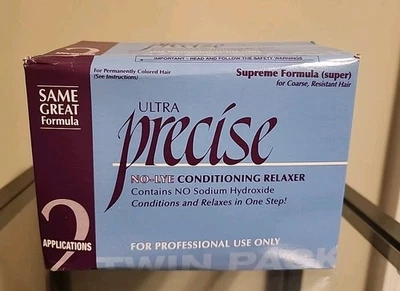 IMPORTANT - READ AND FOLLOW THE SAFETY WARNINGS
2
APPLICATIONS
For Permanently Colored Hair
(See Instructions)
Supreme Formula (super)
for Coarse, Resistant Hair
SAME
GREAT
Formula
ULTRA
precise
NO-LYE CONDITIONING RELAXER
Contains NO Sodium Hydroxide
Conditions and Relaxes in One Step!
2
APPLICATIONS
FOR PROFESSIONAL USE ONLY
TWIN PACK